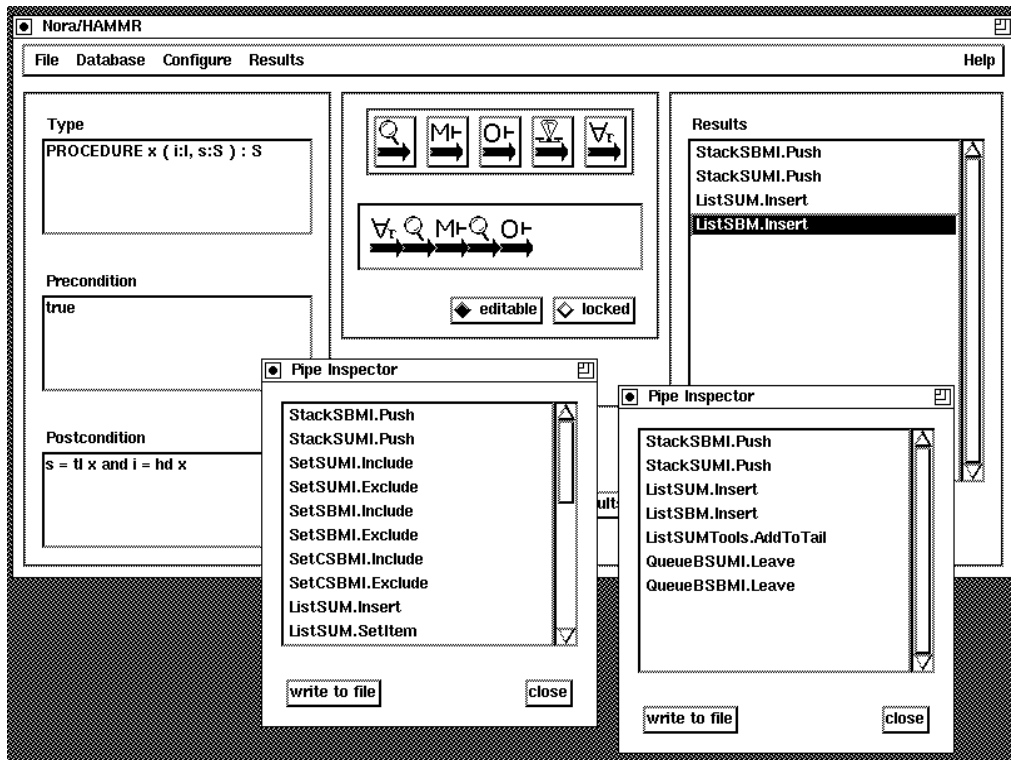 Nora/HAMMR
File Database Configure Results Help
Type
PROCEDURE x ( i:I, s:S ) : S
Precondition
true
Postcondition
s = tl x and i = hd x
M⊢ O⊢ ∀τ
∀τ M⊢ O⊢
editable locked
Results
StackSBMI.Push
StackSUMI.Push
ListSUM.Insert
ListSBM.Insert
Pipe Inspector
StackSBMI.Push
StackSUMI.Push
SetSUMI.Include
SetSUMI.Exclude
SetSBMI.Include
SetSBMI.Exclude
SetCSBMI.Include
SetCSBMI.Exclude
ListSUM.Insert
ListSUM.SetItem
write to file close
Pipe Inspector
StackSBMI.Push
StackSUMI.Push
ListSUM.Insert
ListSBM.Insert
ListSUMTools.AddToTail
QueueBSUMI.Leave
QueueBSBMI.Leave
write to file close